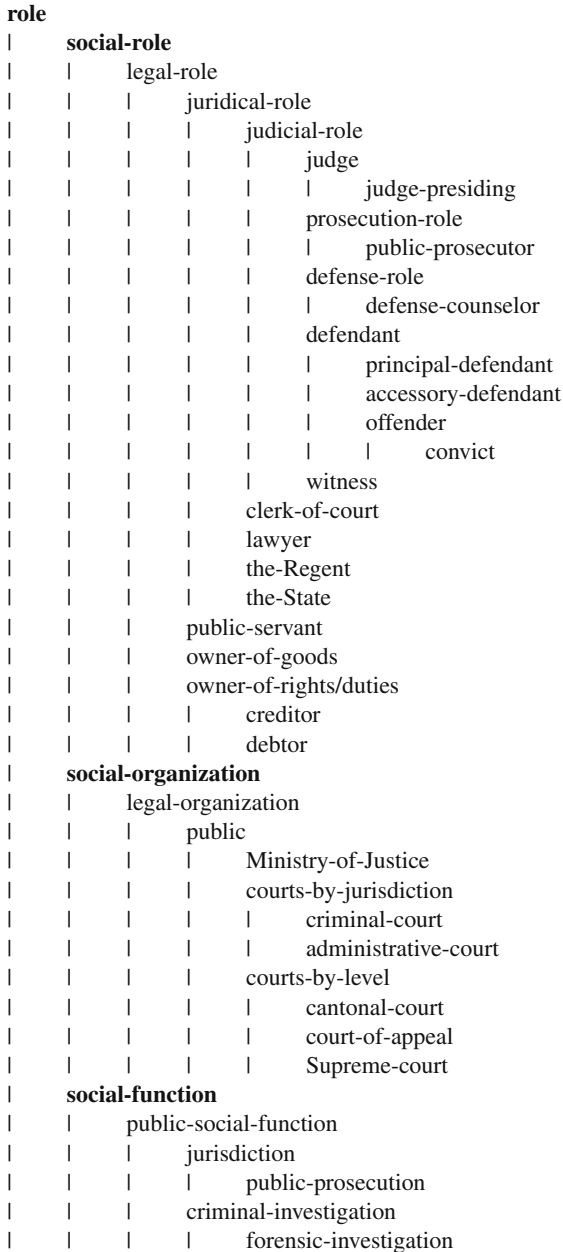 role
| social-role
| | legal-role
| | | juridical-role
| | | | judicial-role
| | | | | judge
| | | | | | judge-presiding
| | | | | prosecution-role
| | | | | | public-prosecutor
| | | | | defense-role
| | | | | | defense-counselor
| | | | | defendant
| | | | | | principal-defendant
| | | | | | accessory-defendant
| | | | | | offender
| | | | | | | convict
| | | | | witness
| | | | clerk-of-court
| | | | lawyer
| | | | the-Regent
| | | | the-State
| | | public-servant
| | | owner-of-goods
| | | owner-of-rights/duties
| | | | creditor
| | | | debtor
| social-organization
| | legal-organization
| | | public
| | | | Ministry-of-Justice
| | | | courts-by-jurisdiction
| | | | | criminal-court
| | | | | administrative-court
| | | | courts-by-level
| | | | | cantonal-court
| | | | | court-of-appeal
| | | | | Supreme-court
| social-function
| | public-social-function
| | | jurisdiction
| | | | public-prosecution
| | | criminal-investigation
| | | | forensic-investigation